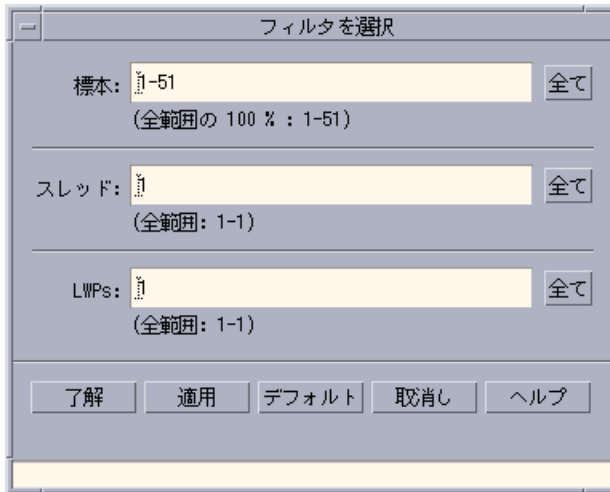 フィルタを選択
標本: 1-51 全て
(全範囲の 100 % : 1-51)
スレッド: 1 全て
(全範囲: 1-1)
LWPs: 1 全て
(全範囲: 1-1)
了解 適用 デフォルト 取消し ヘルプ